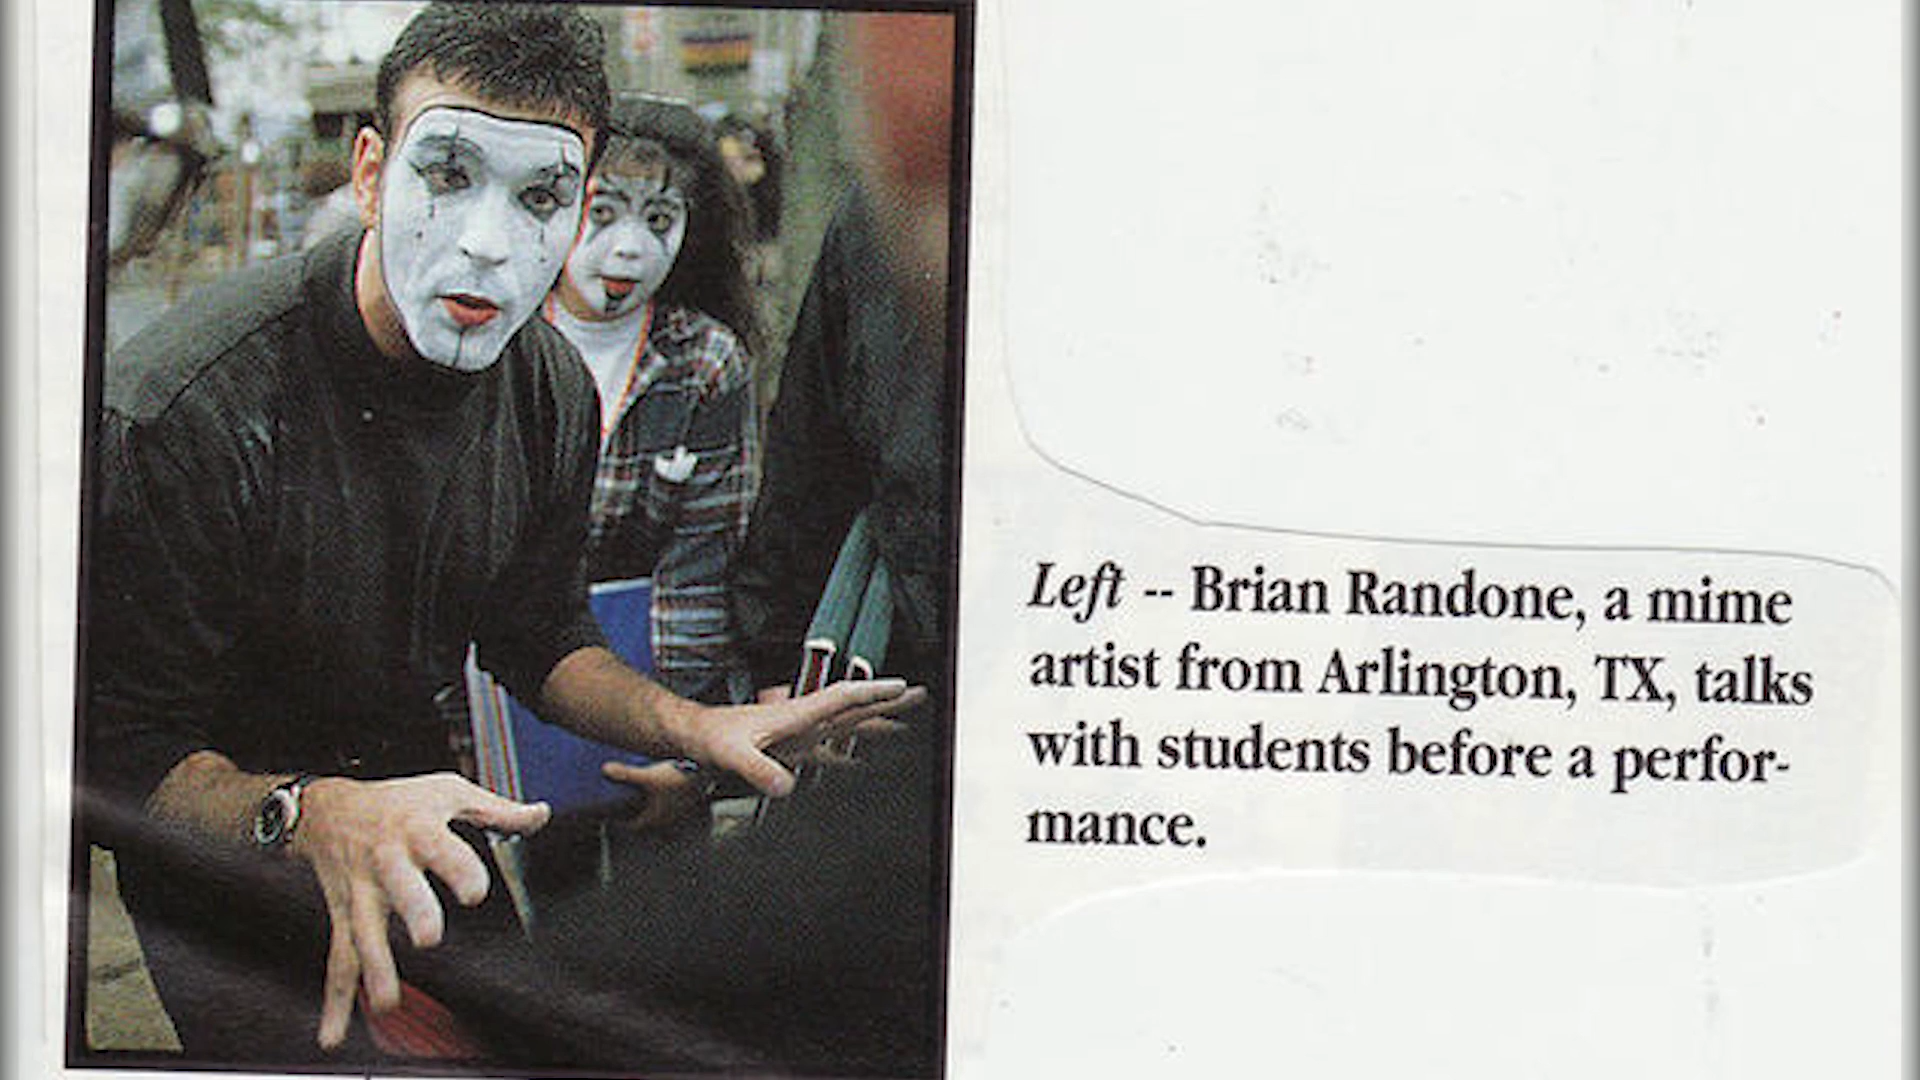 Left -- Brian Randone, a mime
artist from Arlington, TX, talks
with students before a perfor-
mance.